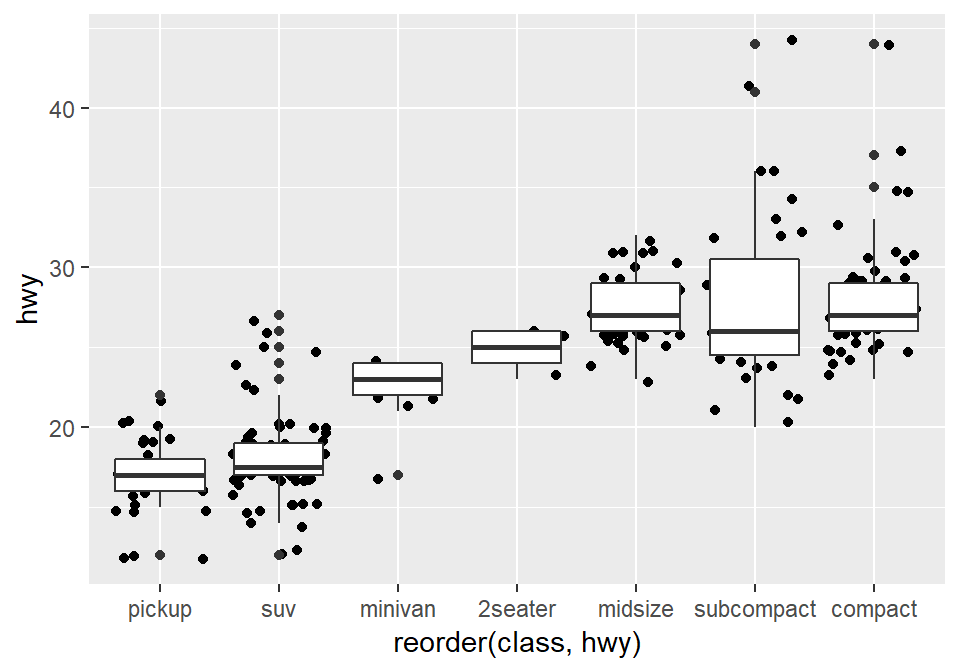 hwy
40
30
20
pickup suv minivan 2seater midsize subcompact compact
reorder(class, hwy)